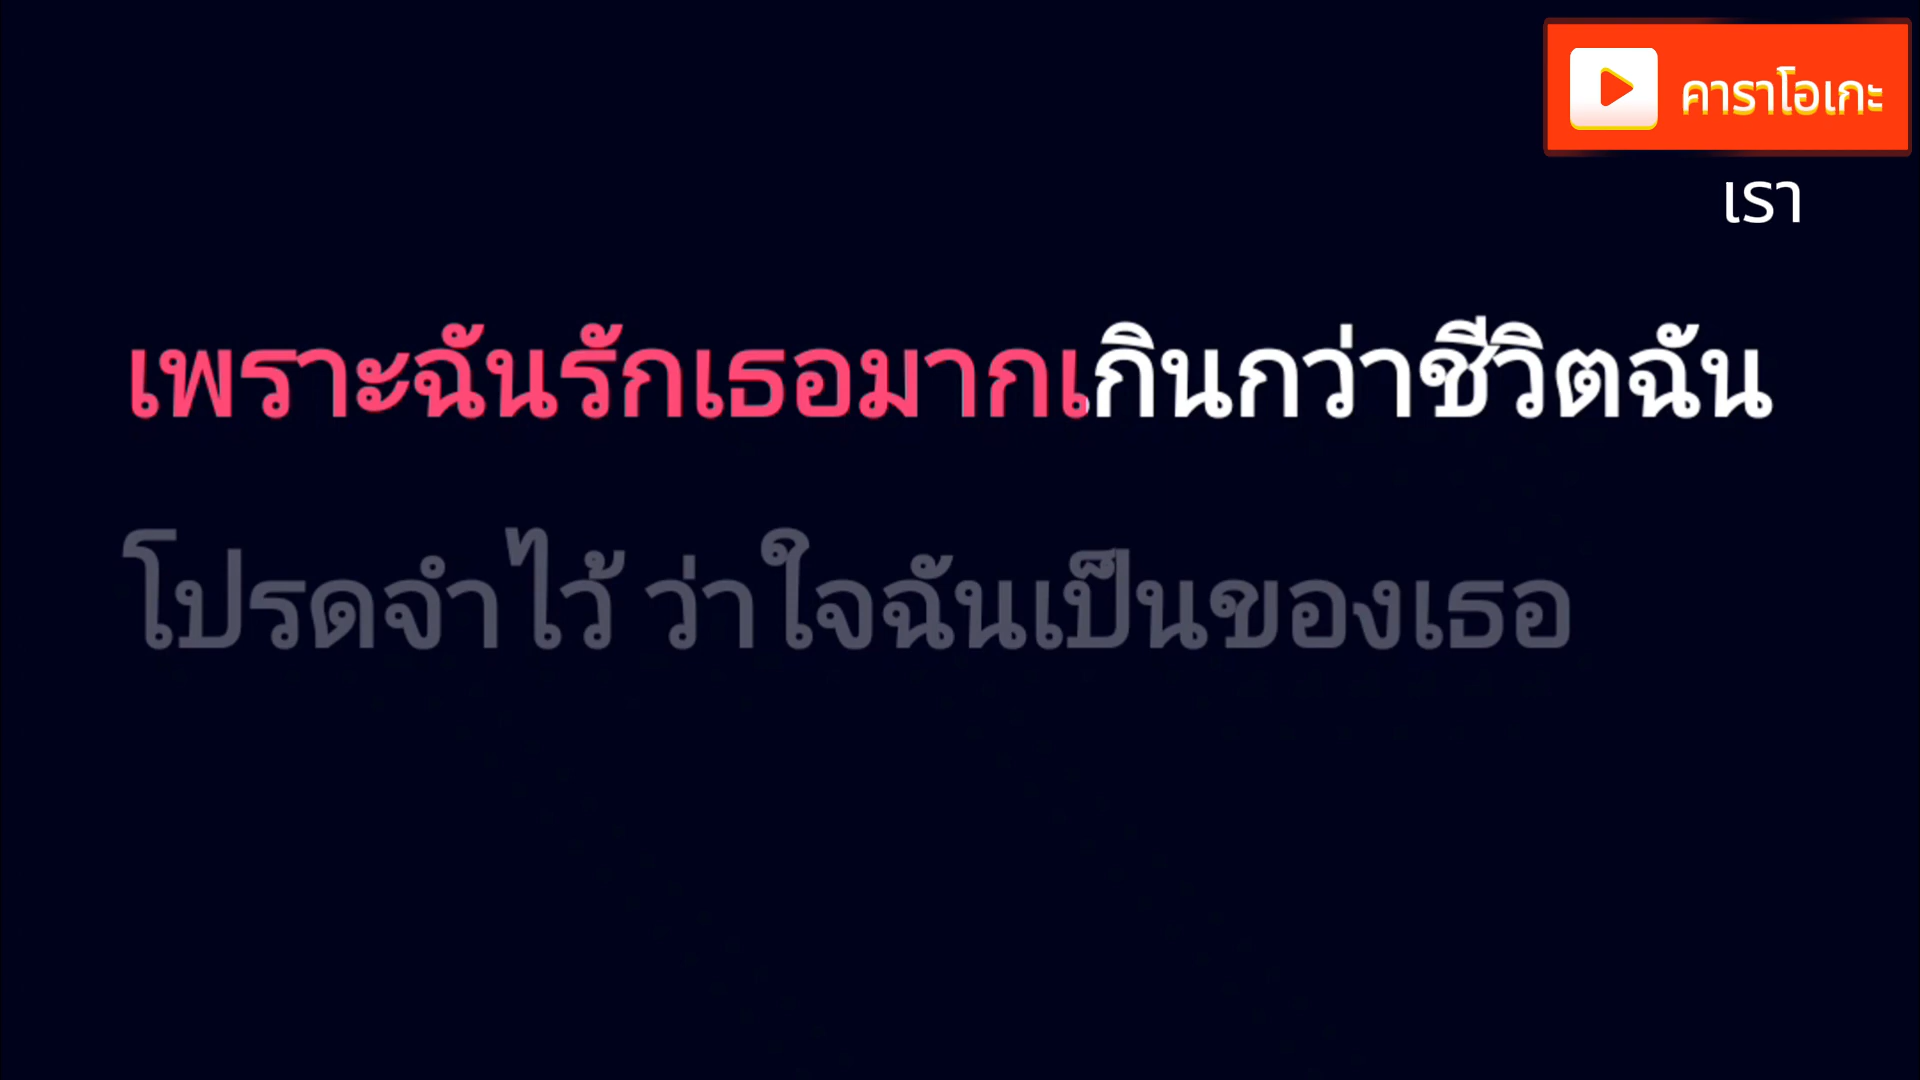 คาราโอเกะ
เรา
เพราะฉันรักเธอมากเกินกว่าชีวิตฉัน
โปรดจำไว้ ว่าใจฉันเป็นของเธอ